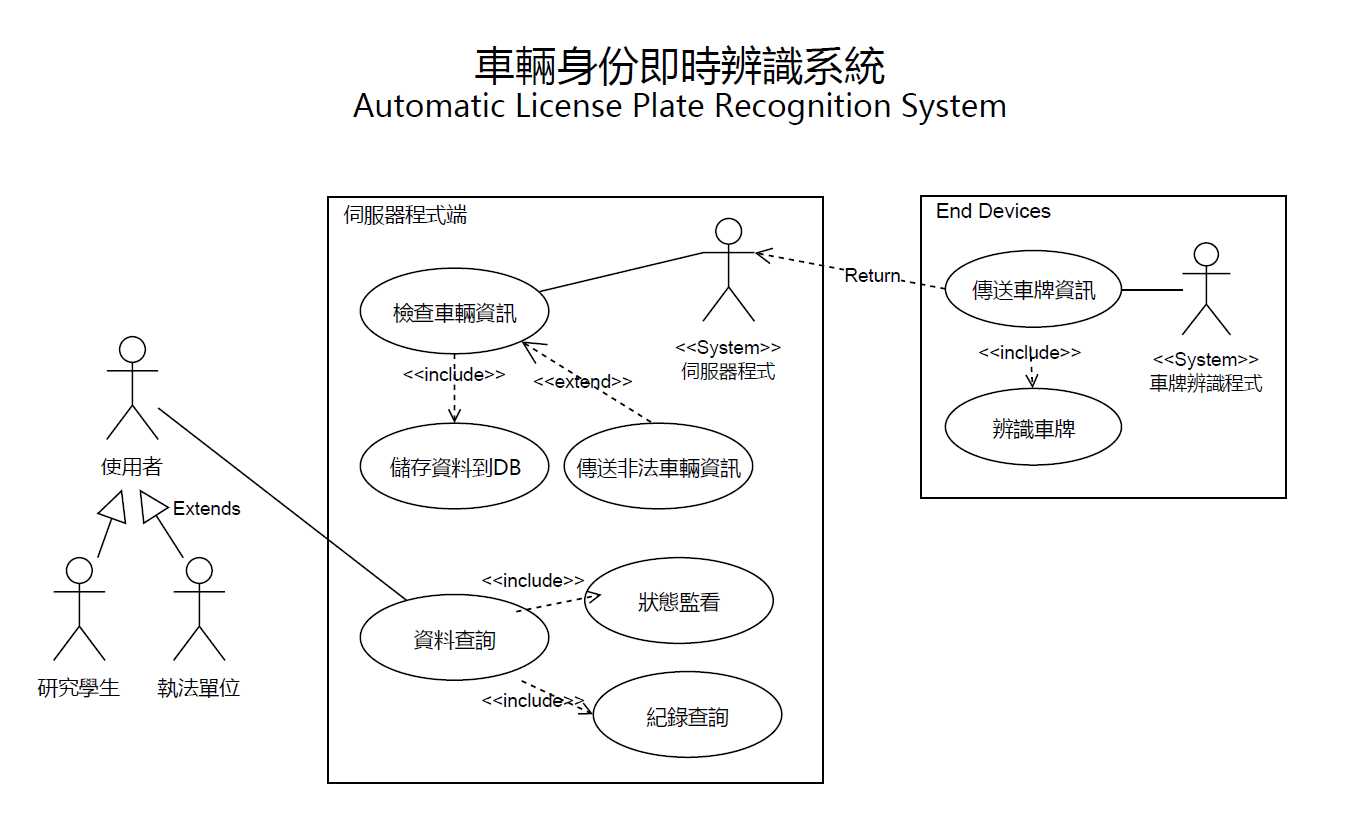 車輛身份即時辨識系統
Automatic License Plate Recognition System
伺服器程式端
檢查車輛資訊
<<include>>
<<extend>>
儲存資料到DB
傳送非法車輛資訊
<<System>>
伺服器程式
Return
End Devices
傳送車牌資訊
<<include>>
辨識車牌
<<System>>
車牌辨識程式
使用者
Extends
研究學生
執法單位
資料查詢
<<include>>
狀態監看
<<include>>
紀錄查詢